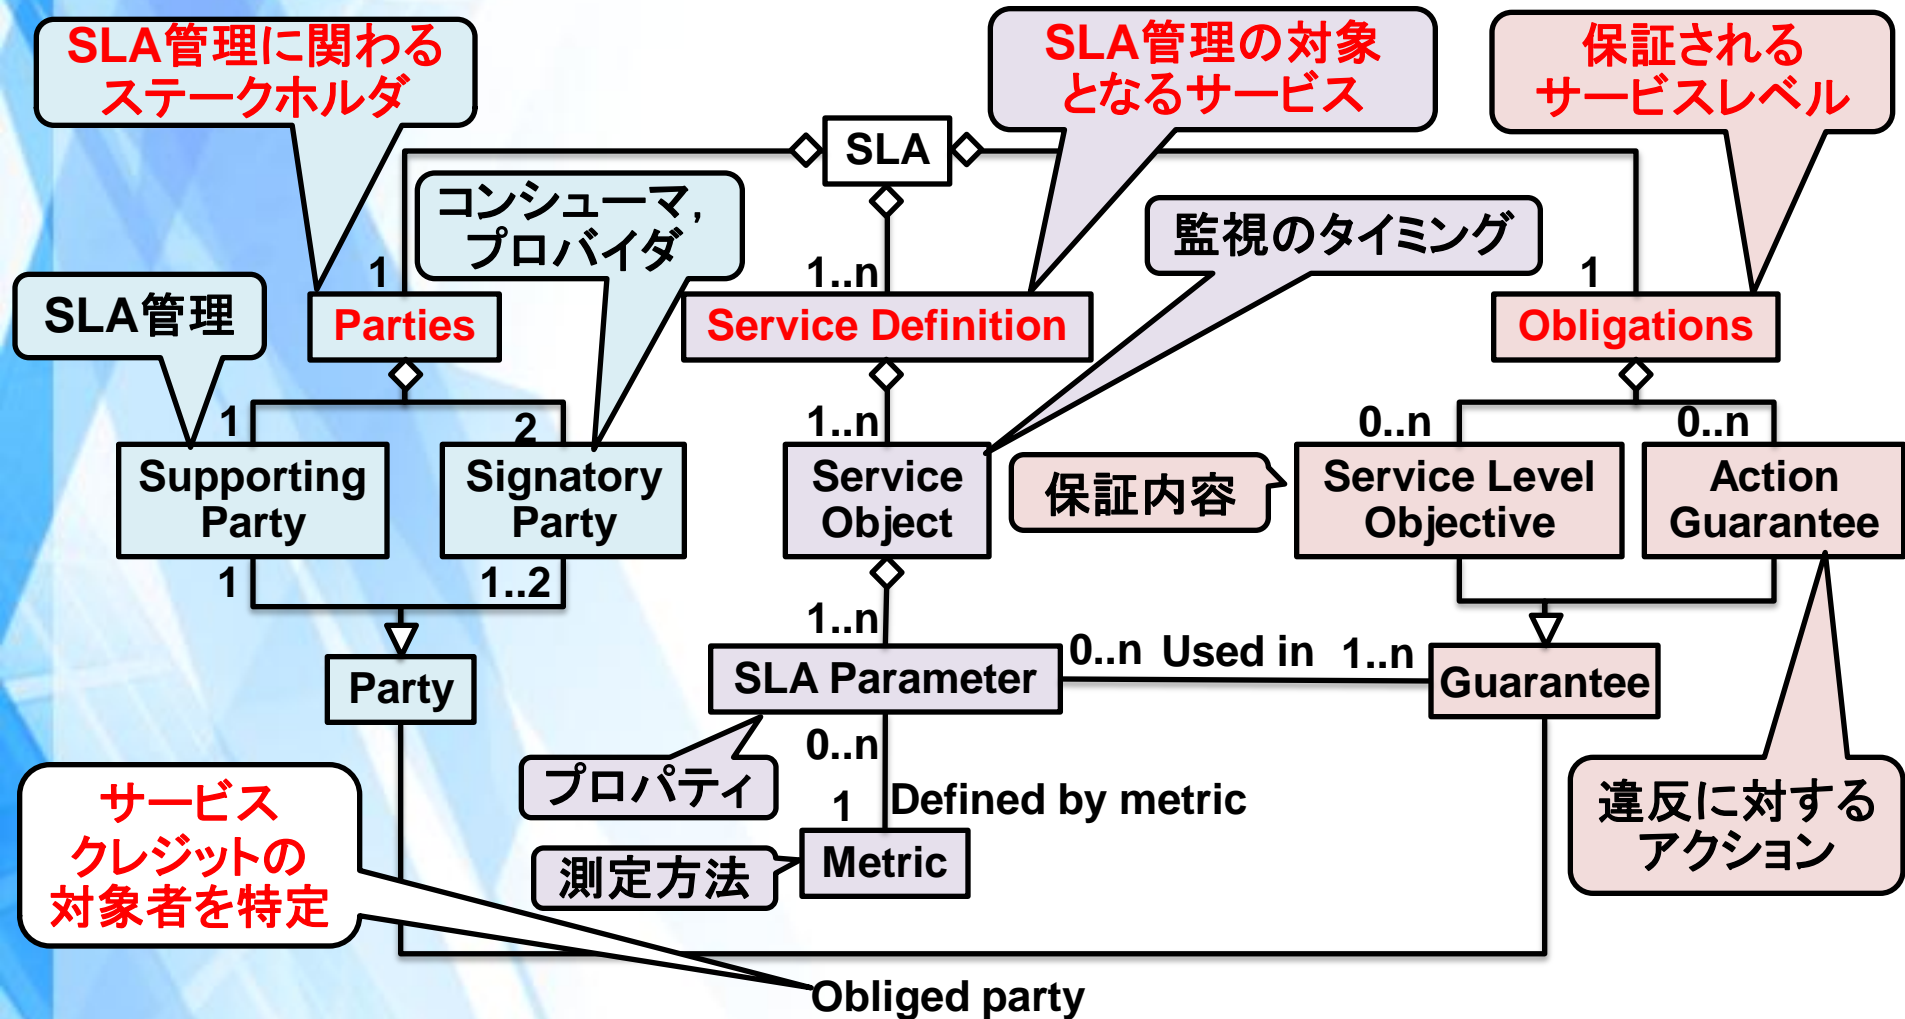 SLA管理に関わる
ステークホルダ
SLA管理の対象
となるサービス
保証される
サービスレベル
SLA
コンシューマ,
プロバイダ
監視のタイミング
SLA管理
1
1..n
1
Parties
Service Definition
Obligations
1
2
1..n
0..n
0..n
Supporting
Party
Signatory
Party
Service
Object
保証内容
Service Level
Objective
Action
Guarantee
1
1..2
1..n
Party
SLA Parameter
0..n
Used in
1..n
Guarantee
プロパティ
0..n
1
Defined by metric
サービス
クレジットの
対象者を特定
測定方法
Metric
違反に対する
アクション
Obliged party